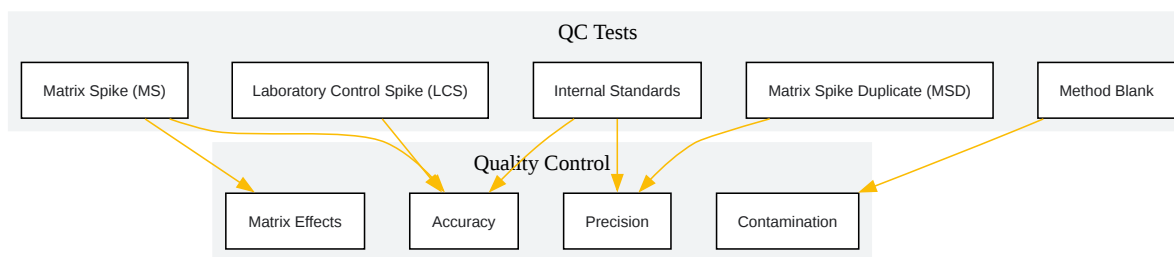 QC Tests
Matrix Spike (MS)
Laboratory Control Spike (LCS)
Internal Standards
Matrix Spike Duplicate (MSD)
Method Blank
Quality Control
Matrix Effects
Accuracy
Precision
Contamination